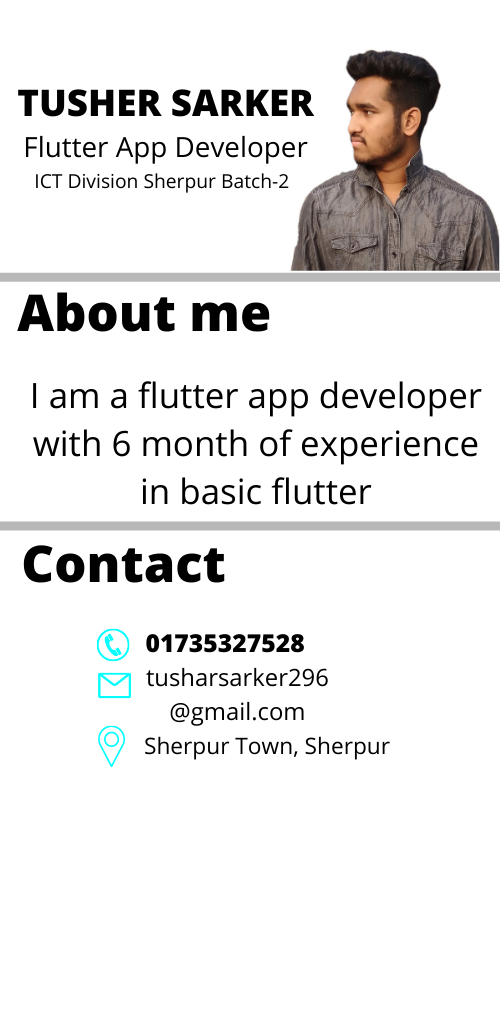 TUSHER SARKER
Flutter App Developer
ICT Division Sherpur Batch-2
About me
I am a flutter app developer
with 6 month of experience
in basic flutter
Contact
01735327528
tusharsarker296
@gmail.com
Sherpur Town, Sherpur